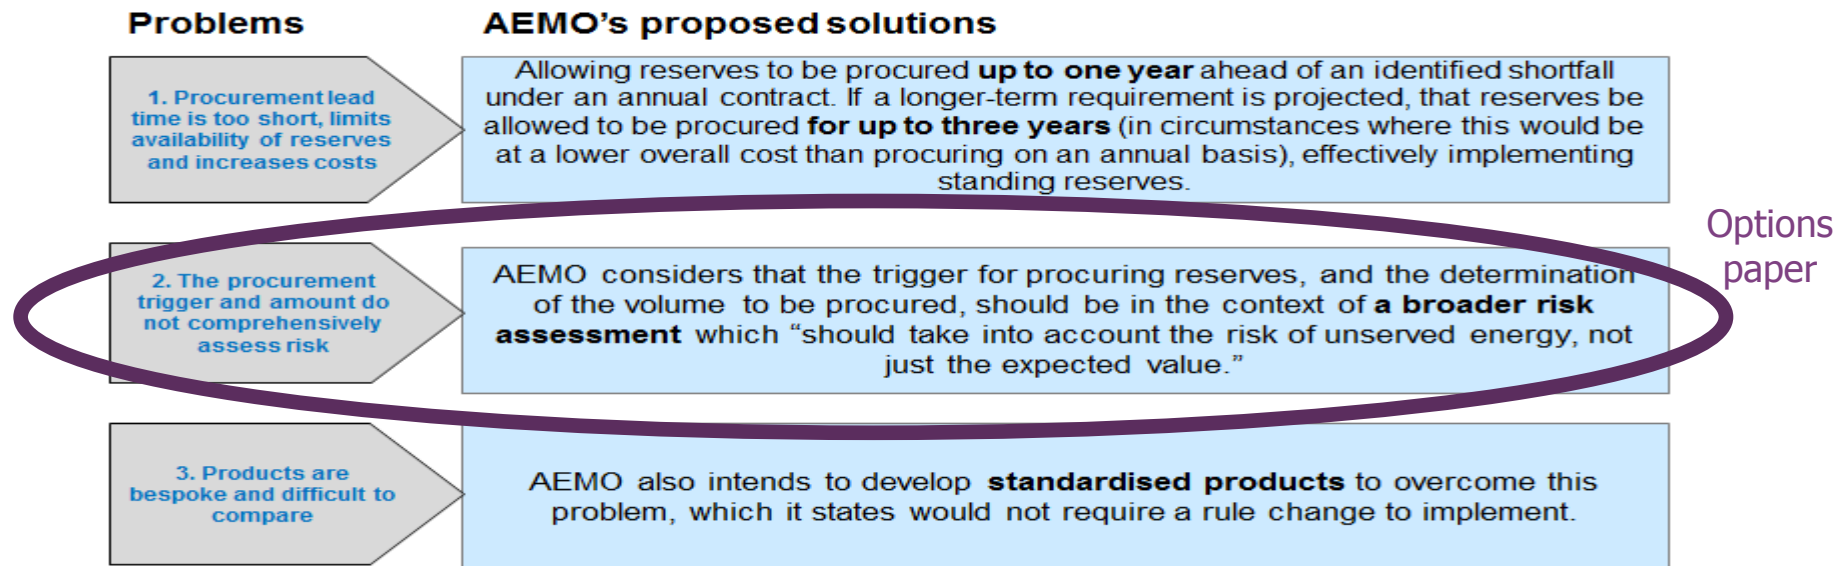 Problems
AEMO’s proposed solutions
1. Procurement lead
time is too short, limits
availability of reserves
and increases costs
Allowing reserves to be procured up to one year ahead of an identified shortfall
under an annual contract. If a longer-term requirement is projected, that reserves be
allowed to be procured for up to three years (in circumstances where this would be
at a lower overall cost than procuring on an annual basis), effectively implementing
standing reserves.
2. The procurement
trigger and amount do
not comprehensively
assess risk
AEMO considers that the trigger for procuring reserves, and the determination
of the volume to be procured, should be in the context of a broader risk
assessment which “should take into account the risk of unserved energy, not
just the expected value.”
Options
paper
3. Products are
bespoke and difficult to
compare
AEMO also intends to develop standardised products to overcome this
problem, which it states would not require a rule change to implement.